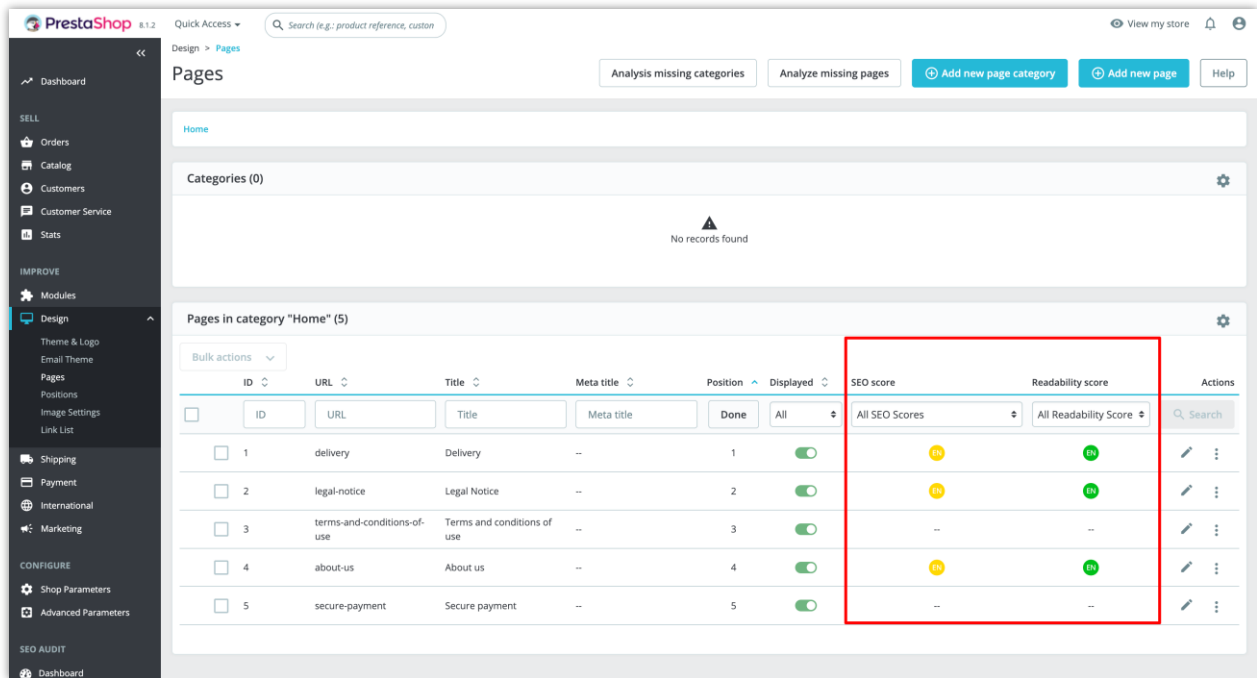 PrestaShop 8.1.2
Quick Access
Search (e.g.: product reference, custon
View my store
Design > Pages
Pages
Analysis missing categories
Analyze missing pages
Add new page category
Add new page
Help
Dashboard
SELL
Orders
Catalog
Customers
Customer Service
Stats
IMPROVE
Modules
Design
Theme & Logo
Email Theme
Pages
Positions
Image Settings
Link List
Shipping
Payment
International
Marketing
CONFIGURE
Shop Parameters
Advanced Parameters
SEO AUDIT
Dashboard
Home
Categories (0)
No records found
Pages in category "Home" (5)
Bulk actions
ID URL Title Meta title Position Displayed SEO score Readability score Actions
ID URL Title Meta title Done All All SEO Scores All Readability Score Search
1 delivery Delivery -- 1 EN EN
2 legal-notice Legal Notice -- 2 EN EN
3 terms-and-conditions-of-use Terms and conditions of use -- 3 -- --
4 about-us About us -- 4 EN EN
5 secure-payment Secure payment -- 5 -- --